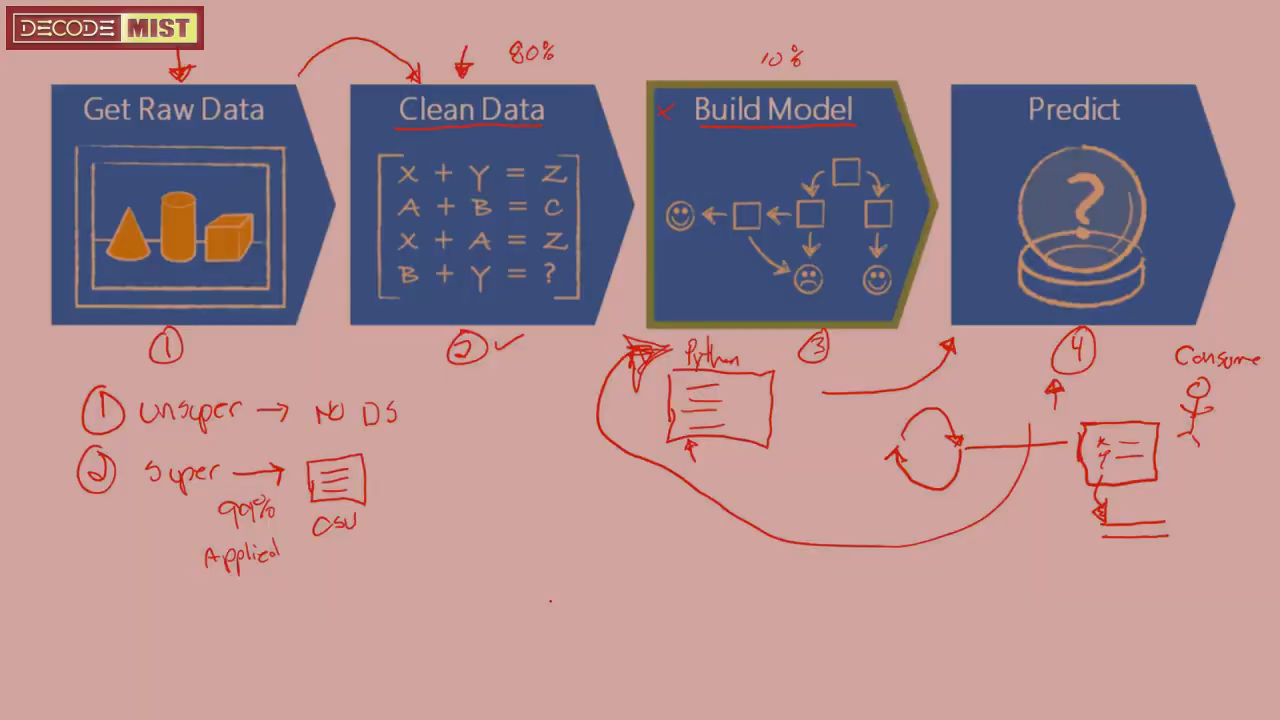 DECODE MIST
80%
10%
Get Raw Data
Clean Data
x Build Model
Predict
X + Y = Z
A + B = C
X + A = Z
B + Y = ?
?
1
2
3
4
Python
Consume
1 unsuper → NO DS
2 super →
99%
CSV
Applied
x
y